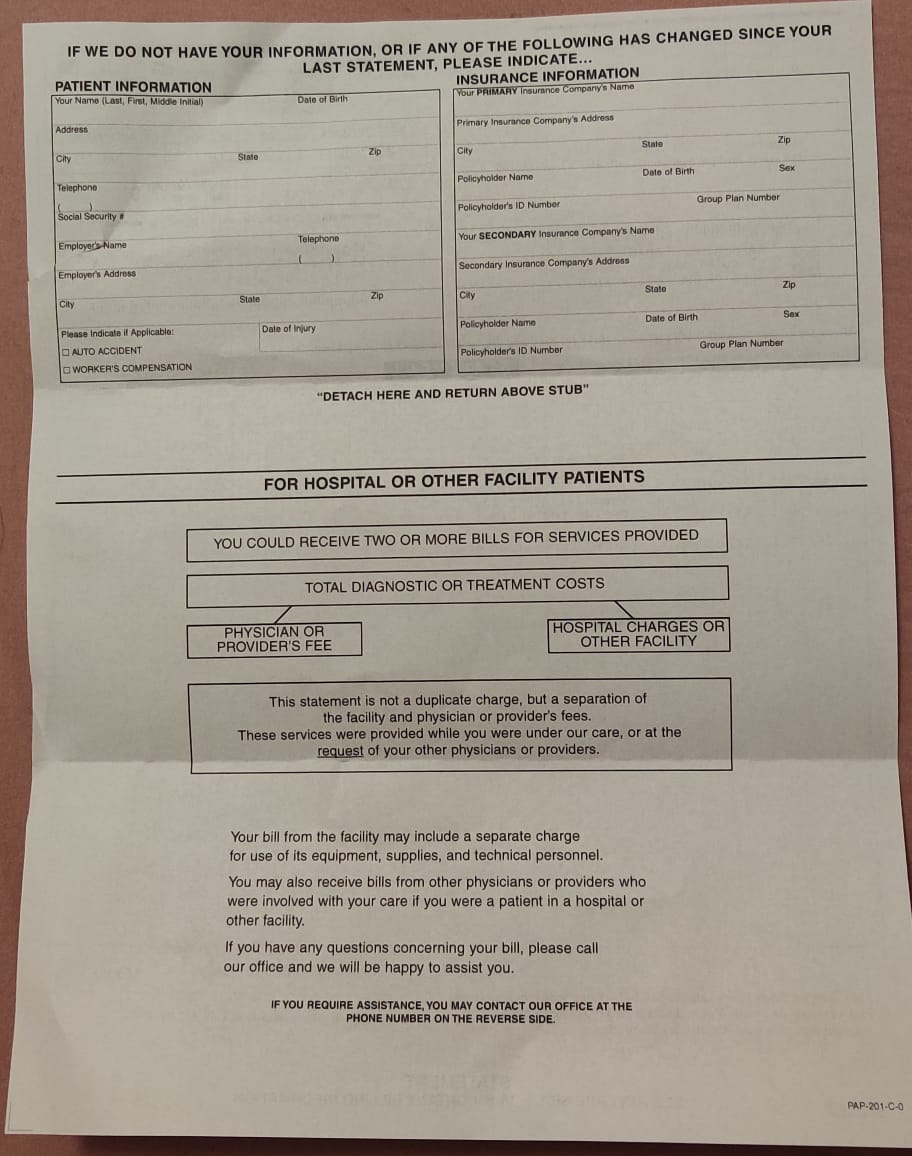 IF WE DO NOT HAVE YOUR INFORMATION, OR IF ANY OF THE FOLLOWING HAS CHANGED SINCE YOUR
LAST STATEMENT, PLEASE INDICATE...
PATIENT INFORMATION
Your Name (Last, First, Middle Initial) Date of Birth
Address
City State Zip
Telephone
( )
Social Security #
Employer's Name Telephone
( )
Employer's Address
City State Zip
Please Indicate if Applicable: Date of Injury
☐ AUTO ACCIDENT
☐ WORKER'S COMPENSATION
INSURANCE INFORMATION
Your PRIMARY Insurance Company's Name
Primary Insurance Company's Address
City State Zip
Policyholder Name Date of Birth Sex
Policyholder's ID Number Group Plan Number
Your SECONDARY Insurance Company's Name
Secondary Insurance Company's Address
City State Zip
Policyholder Name Date of Birth Sex
Policyholder's ID Number Group Plan Number
"DETACH HERE AND RETURN ABOVE STUB"
FOR HOSPITAL OR OTHER FACILITY PATIENTS
YOU COULD RECEIVE TWO OR MORE BILLS FOR SERVICES PROVIDED
TOTAL DIAGNOSTIC OR TREATMENT COSTS
PHYSICIAN OR
PROVIDER'S FEE
HOSPITAL CHARGES OR
OTHER FACILITY
This statement is not a duplicate charge, but a separation of
the facility and physician or provider's fees.
These services were provided while you were under our care, or at the
request of your other physicians or providers.
Your bill from the facility may include a separate charge
for use of its equipment, supplies, and technical personnel.
You may also receive bills from other physicians or providers who
were involved with your care if you were a patient in a hospital or
other facility.
If you have any questions concerning your bill, please call
our office and we will be happy to assist you.
IF YOU REQUIRE ASSISTANCE, YOU MAY CONTACT OUR OFFICE AT THE
PHONE NUMBER ON THE REVERSE SIDE.
PAP-201-C-0